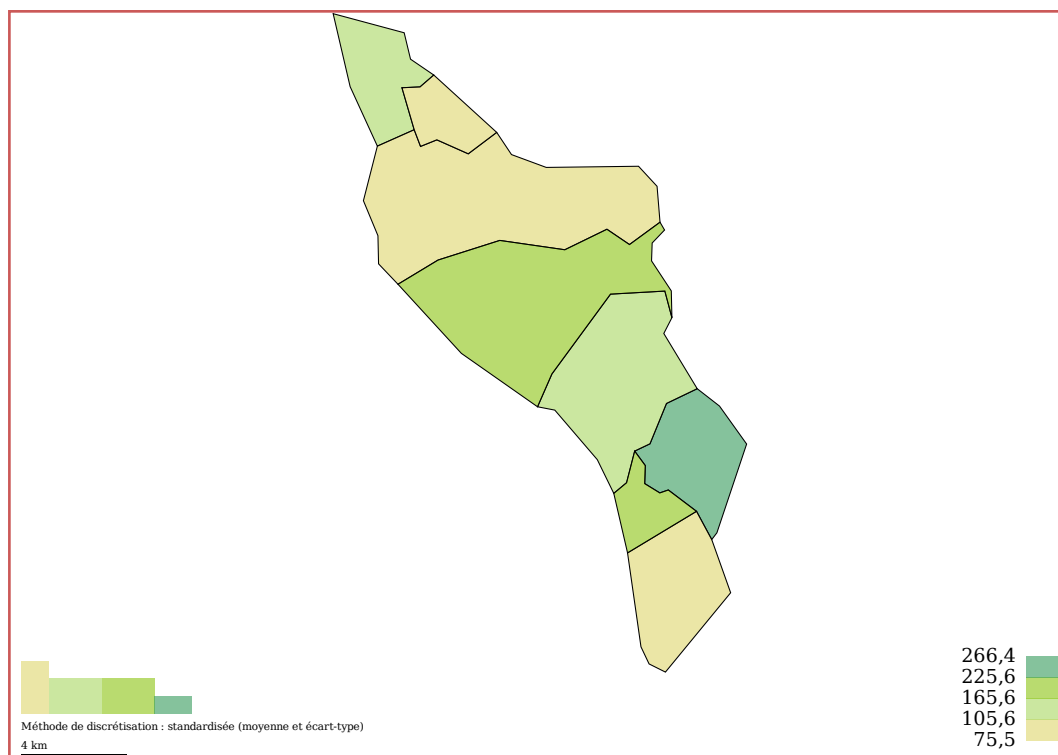 266,4
225,6
165,6
105,6
75,5
Méthode de discrétisation : standardisée (moyenne et écart-type)
4 km